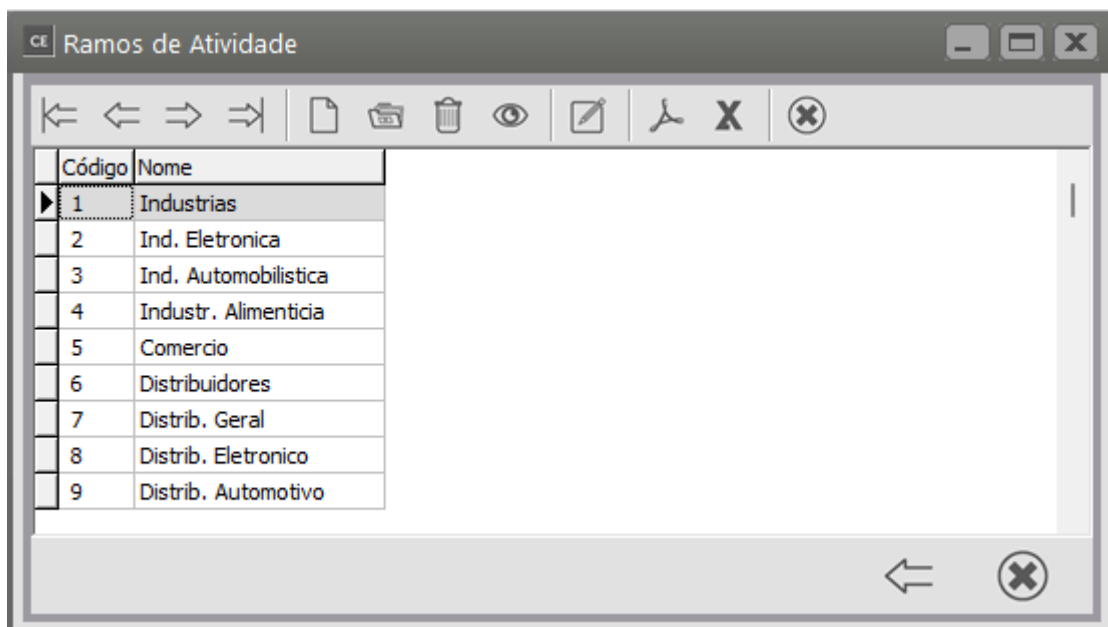 CE Ramos de Atividade
Código Nome
1 Industrias
2 Ind. Eletronica
3 Ind. Automobilistica
4 Industr. Alimenticia
5 Comercio
6 Distribuidores
7 Distrib. Geral
8 Distrib. Eletronico
9 Distrib. Automotivo